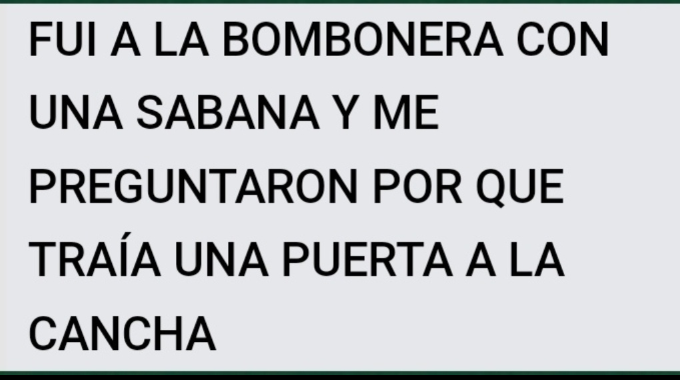 FUI A LA BOMBONERA CON
UNA SABANA Y ME
PREGUNTARON POR QUE
TRAÍA UNA PUERTA A LA
CANCHA